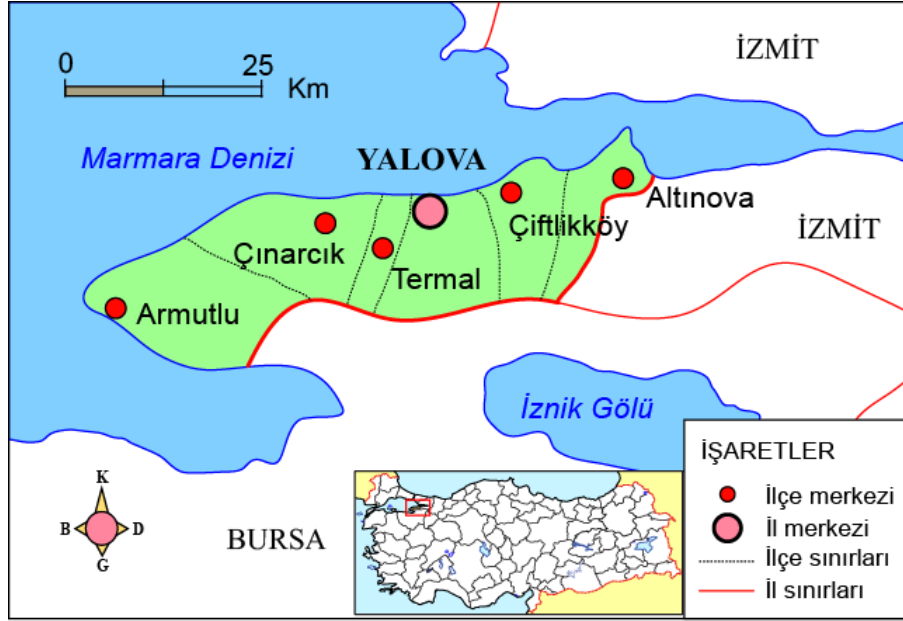 İZMİT
0 25
Km
Marmara Denizi
YALOVA
Altınova
Çiftlikköy
İZMİT
Çınarcık
Termal
Armutlu
İznik Gölü
K
B D
G
BURSA
İŞARETLER
İlçe merkezi
İl merkezi
İlçe sınırları
İl sınırları